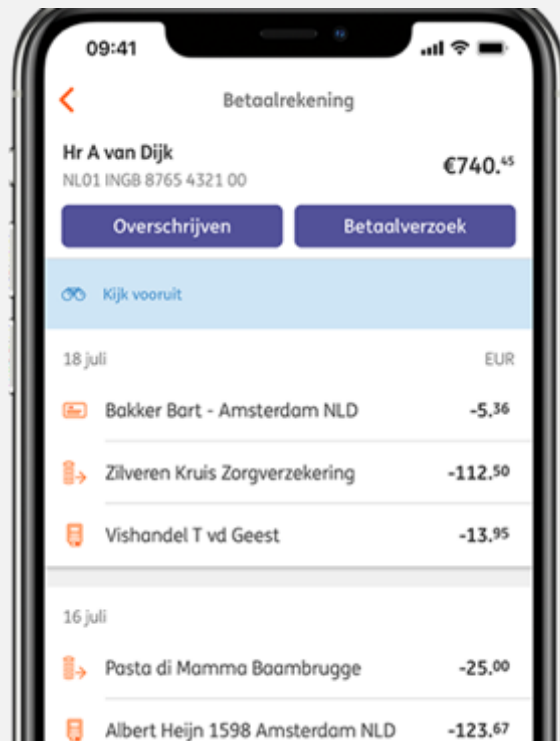 09:41
Betaalrekening
Hr A van Dijk
€740.45
NL01 INGB 8765 4321 00
Overschrijven
Betaalverzoek
Kijk vooruit
18 juli EUR
Bakker Bart - Amsterdam NLD -5.36
Zilveren Kruis Zorgverzekering -112.50
Vishandel T vd Geest -13.95
16 juli
Pasta di Mamma Baambrugge -25.00
Albert Heijn 1598 Amsterdam NLD -123.67